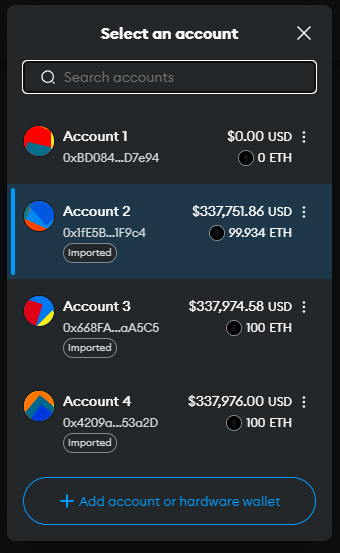 Select an account
Search accounts
Account 1 $0.00 USD
0xBD084...D7e94 0 ETH
Account 2 $337,751.86 USD
0x1fE5B...1F9c4 99.934 ETH
Imported
Account 3 $337,974.58 USD
0x668FA...aA5C5 100 ETH
Imported
Account 4 $337,976.00 USD
0x4209a...53a2D 100 ETH
Imported
+ Add account or hardware wallet